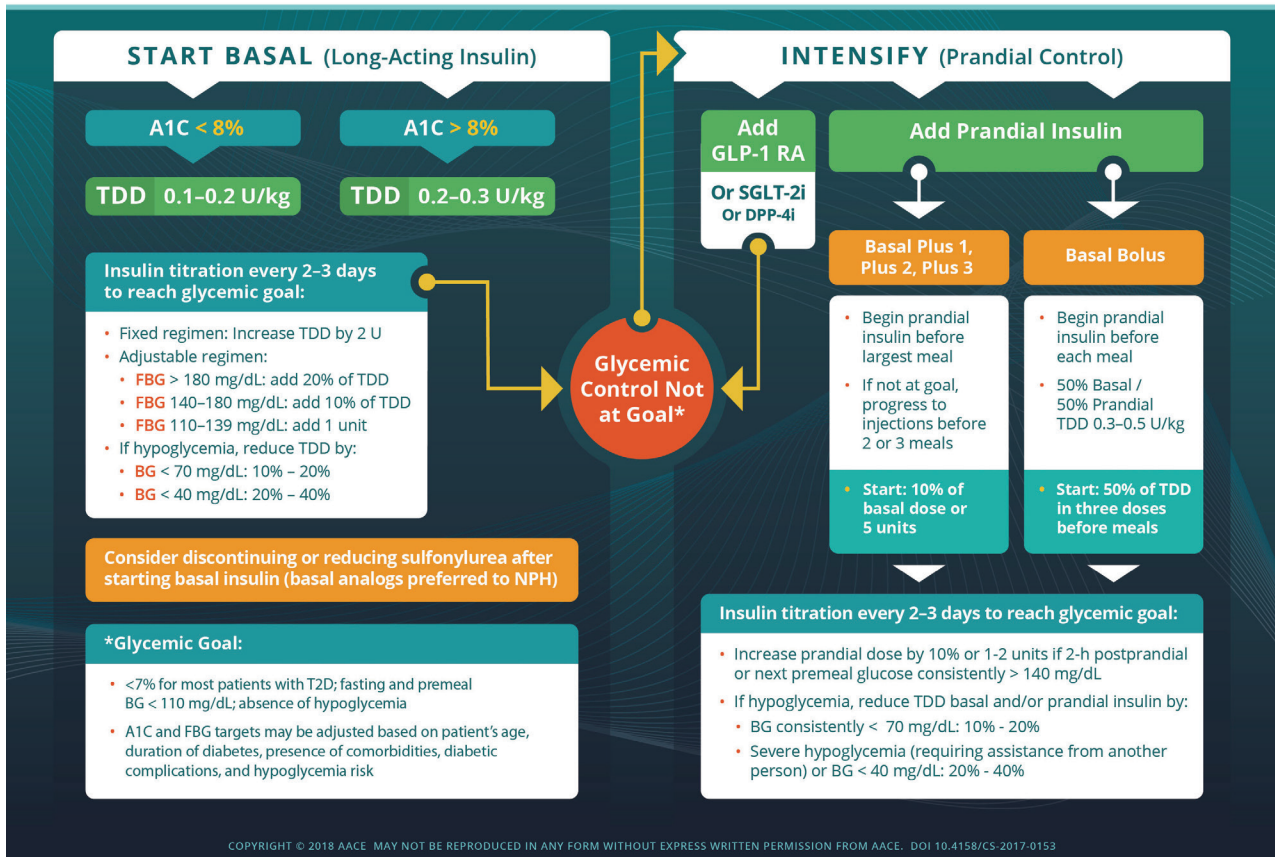 START BASAL (Long-Acting Insulin)
A1C < 8%
A1C > 8%
TDD 0.1–0.2 U/kg
TDD 0.2–0.3 U/kg
Insulin titration every 2–3 days
to reach glycemic goal:
• Fixed regimen: Increase TDD by 2 U
• Adjustable regimen:
• FBG > 180 mg/dL: add 20% of TDD
• FBG 140–180 mg/dL: add 10% of TDD
• FBG 110–139 mg/dL: add 1 unit
• If hypoglycemia, reduce TDD by:
• BG < 70 mg/dL: 10% – 20%
• BG < 40 mg/dL: 20% – 40%
Consider discontinuing or reducing sulfonylurea after
starting basal insulin (basal analogs preferred to NPH)
*Glycemic Goal:
• <7% for most patients with T2D; fasting and premeal
BG < 110 mg/dL; absence of hypoglycemia
• A1C and FBG targets may be adjusted based on patient's age,
duration of diabetes, presence of comorbidities, diabetic
complications, and hypoglycemia risk
Glycemic
Control Not
at Goal*
INTENSIFY (Prandial Control)
Add
GLP-1 RA
Or SGLT-2i
Or DPP-4i
Add Prandial Insulin
Basal Plus 1,
Plus 2, Plus 3
• Begin prandial
insulin before
largest meal
• If not at goal,
progress to
injections before
2 or 3 meals
• Start: 10% of
basal dose or
5 units
Basal Bolus
• Begin prandial
insulin before
each meal
• 50% Basal /
50% Prandial
TDD 0.3–0.5 U/kg
• Start: 50% of TDD
in three doses
before meals
Insulin titration every 2–3 days to reach glycemic goal:
• Increase prandial dose by 10% or 1-2 units if 2-h postprandial
or next premeal glucose consistently > 140 mg/dL
• If hypoglycemia, reduce TDD basal and/or prandial insulin by:
• BG consistently < 70 mg/dL: 10% - 20%
• Severe hypoglycemia (requiring assistance from another
person) or BG < 40 mg/dL: 20% - 40%
COPYRIGHT © 2018 AACE MAY NOT BE REPRODUCED IN ANY FORM WITHOUT EXPRESS WRITTEN PERMISSION FROM AACE. DOI 10.4158/CS-2017-0153